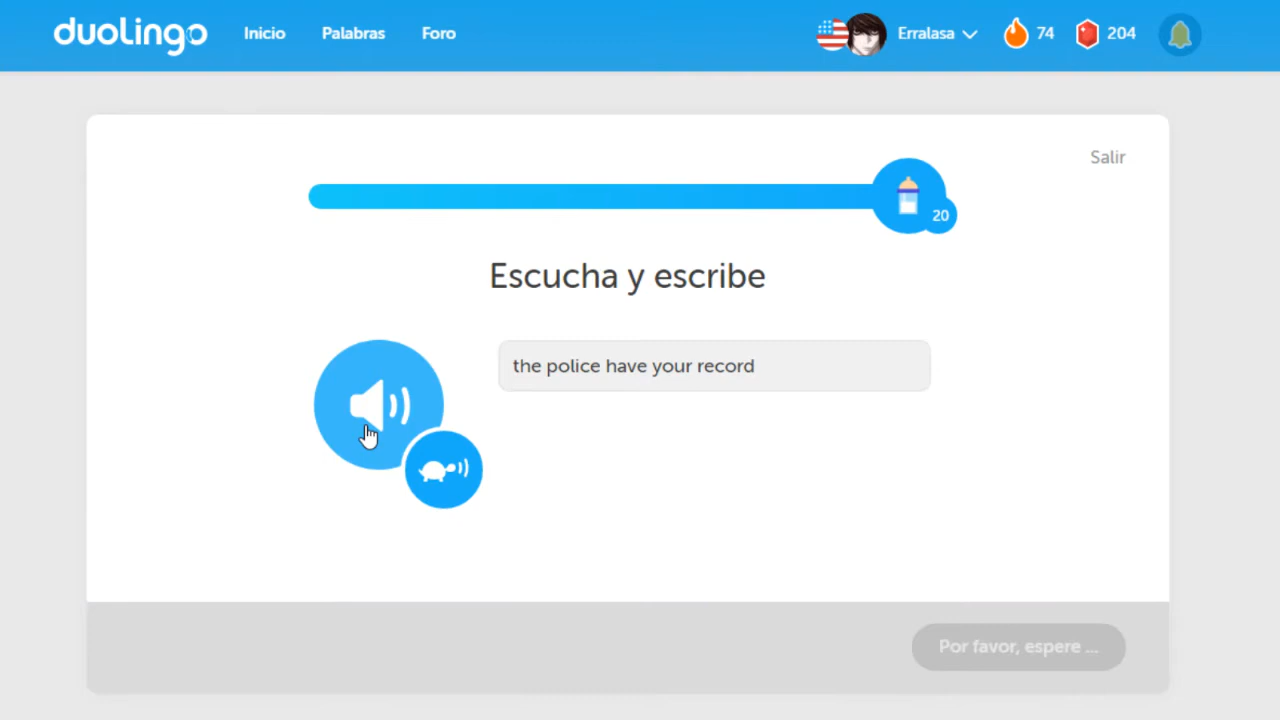 duolingo Inicio Palabras Foro Erralasa 74 204
Salir
20
Escucha y escribe
the police have your record
Por favor, espere ...